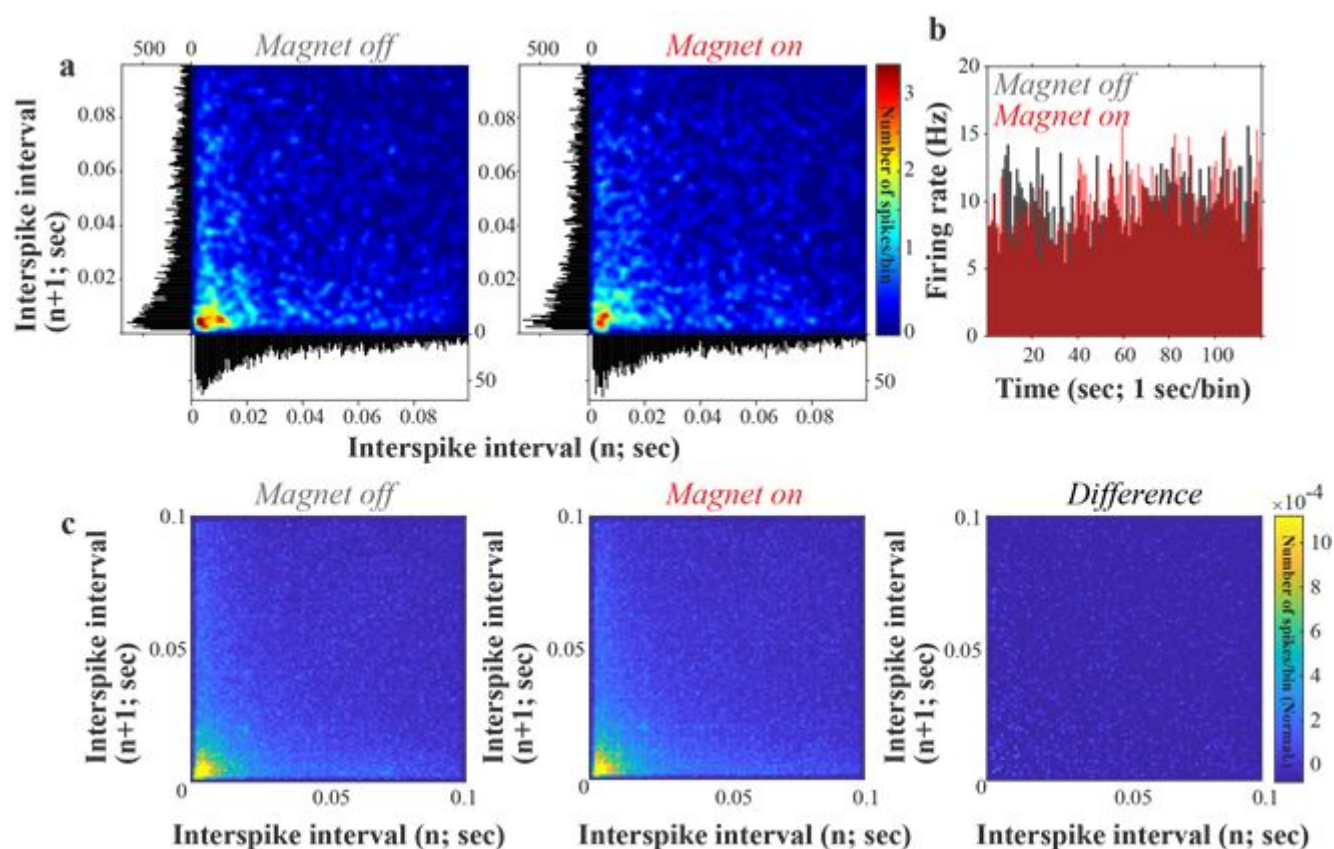 a
500
0
Magnet off
500
0
Magnet on
b
Interspike interval
(n+1; sec)
0.08
0.06
0.04
0.02
0
50
0
0.02
0.04
0.06
0.08
0.08
0.06
0.04
0.02
50
0
0.02
0.04
0.06
0.08
Interspike interval (n; sec)
3
2
1
0
Number of spikes/bin
Firing rate (Hz)
20
15
10
5
0
Magnet off
Magnet on
20
40
60
80
100
Time (sec; 1 sec/bin)
c
Magnet off
Interspike interval
(n+1; sec)
0.1
0.05
0
0.05
0.1
Interspike interval (n; sec)
Magnet on
Interspike interval
(n+1; sec)
0.1
0.05
0
0.05
0.1
Interspike interval (n; sec)
Difference
Interspike interval
(n+1; sec)
0.1
0.05
0
0.05
0.1
Interspike interval (n; sec)
×10-4
10
8
6
4
2
0
Number of spikes/bin